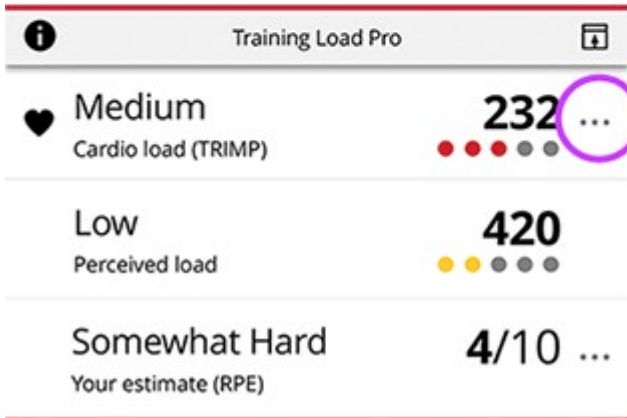 Training Load Pro
Medium 232 ...
Cardio load (TRIMP)
Low 420
Perceived load
Somewhat Hard 4/10 ...
Your estimate (RPE)